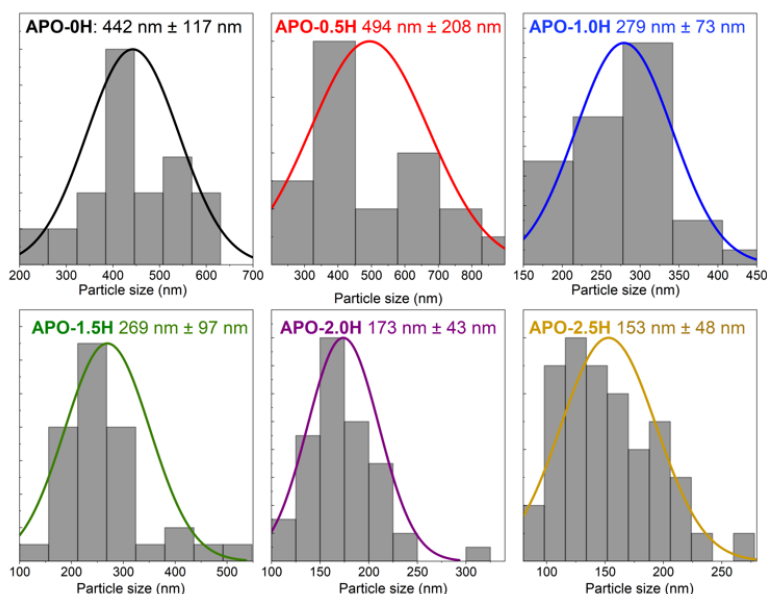 APO-0H: 442 nm ± 117 nm
200 300 400 500 600 700
Particle size (nm)
APO-0.5H 494 nm ± 208 nm
300 400 500 600 700 800
Particle size (nm)
APO-1.0H 279 nm ± 73 nm
150 200 250 300 350 400 450
Particle size (nm)
APO-1.5H 269 nm ± 97 nm
100 200 300 400 500
Particle size (nm)
APO-2.0H 173 nm ± 43 nm
100 150 200 250 300
Particle size (nm)
APO-2.5H 153 nm ± 48 nm
100 150 200 250
Particle size (nm)